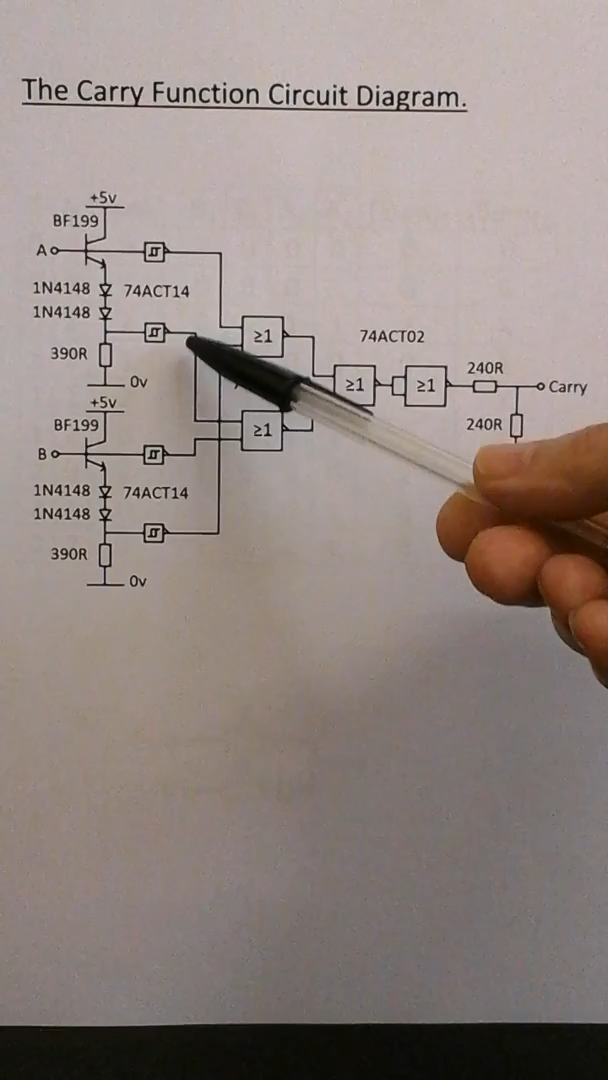 The Carry Function Circuit Diagram.
+5v
BF199
A
1N4148
74ACT14
1N4148
390R
0v
≥1
74ACT02
≥1
≥1
240R
Carry
240R
+5v
BF199
≥1
B
1N4148
74ACT14
1N4148
390R
0v